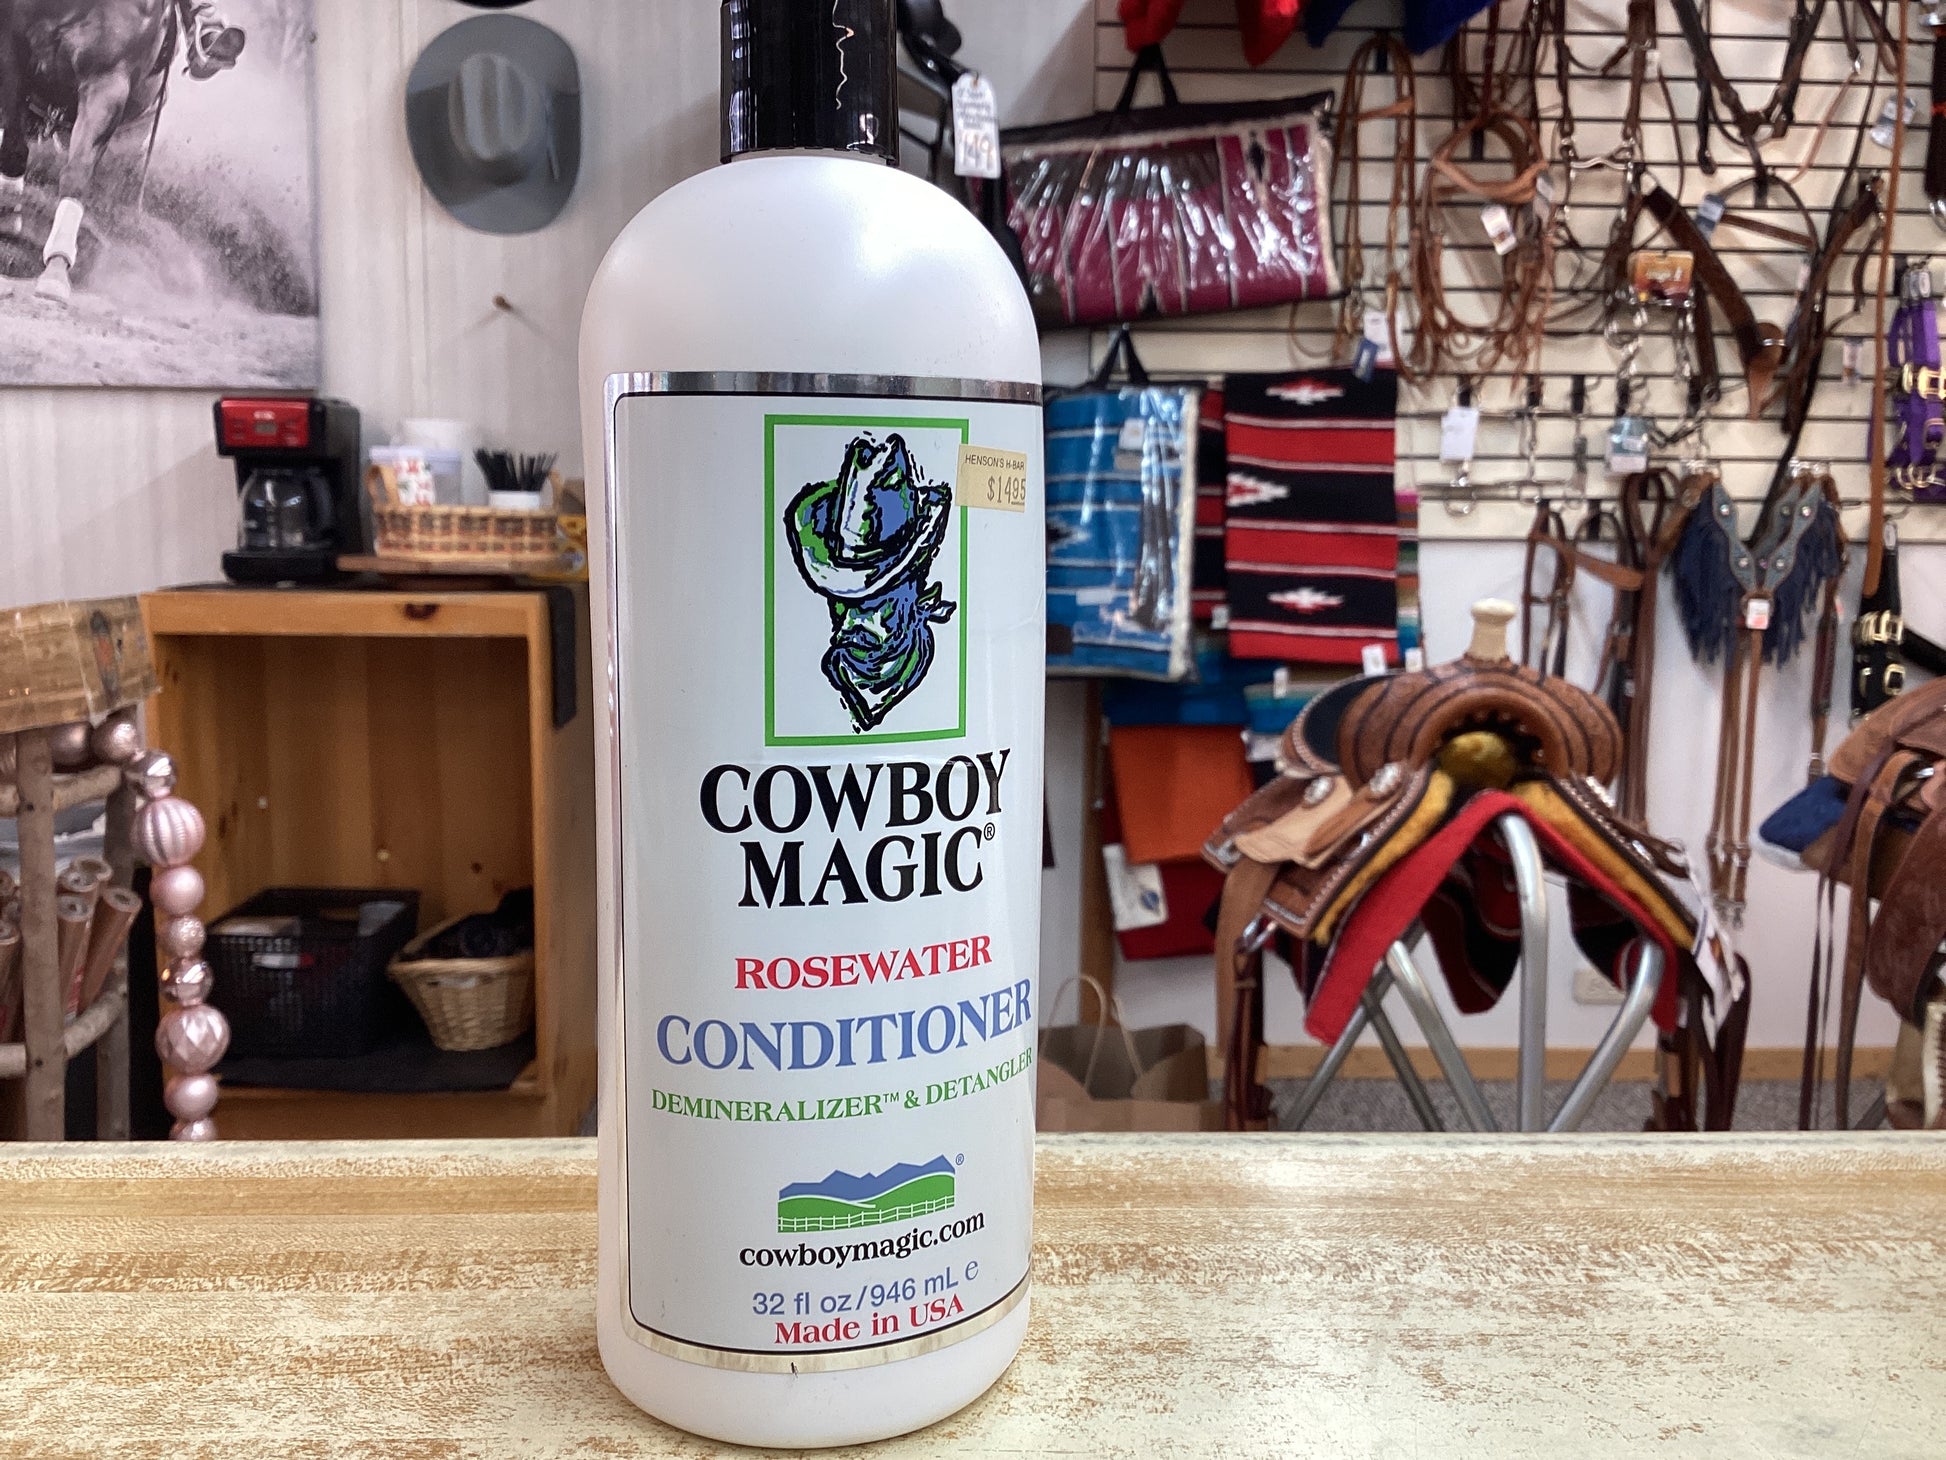 HENSON'S H-BAR
$1495
COWBOY
MAGIC®
ROSEWATER
CONDITIONER
DEMINERALIZER™ & DETANGLER
®
cowboymagic.com
32 fl oz/946 mL e
Made in USA
149